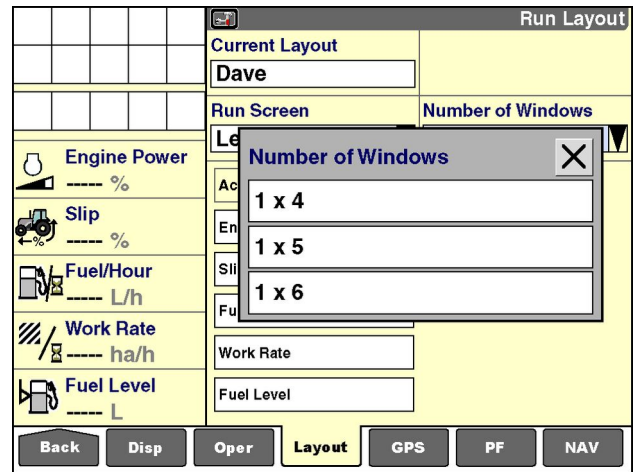 Run Layout
Current Layout
Dave
Run Screen
Number of Windows
Le
Number of Windows
1 x 4
1 x 5
1 x 6
Ac
En
Sli
Fu
Work Rate
Fuel Level
Engine Power
----- %
Slip
←%
----- %
Fuel/Hour
----- L/h
Work Rate
----- ha/h
Fuel Level
----- L
Back
Disp
Oper
Layout
GPS
PF
NAV